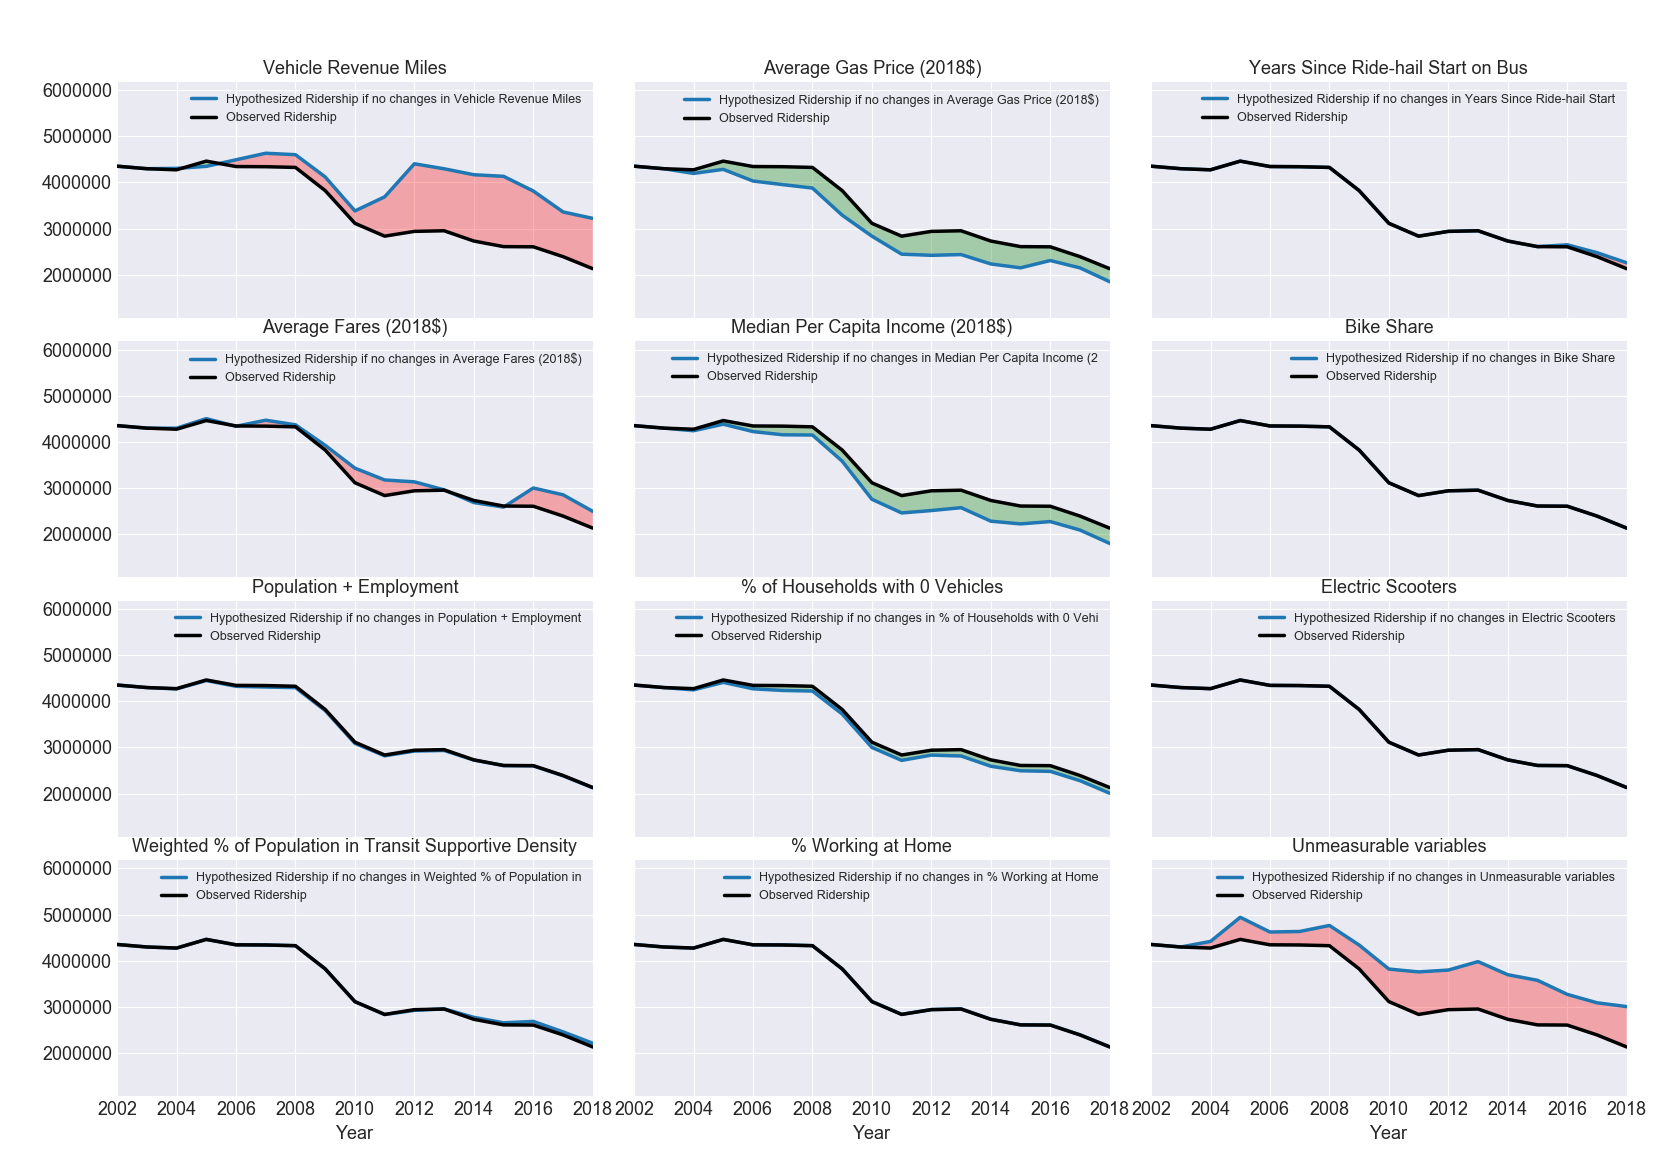 Vehicle Revenue Miles
6000000
5000000
4000000
3000000
2000000
Hypothesized Ridership if no changes in Vehicle Revenue Miles
Observed Ridership
Average Gas Price (2018$)
Hypothesized Ridership if no changes in Average Gas Price (2018$)
Observed Ridership
Years Since Ride-hail Start on Bus
Hypothesized Ridership if no changes in Years Since Ride-hail Start
Observed Ridership
Average Fares (2018$)
6000000
5000000
4000000
3000000
2000000
Hypothesized Ridership if no changes in Average Fares (2018$)
Observed Ridership
Median Per Capita Income (2018$)
Hypothesized Ridership if no changes in Median Per Capita Income (2
Observed Ridership
Bike Share
Hypothesized Ridership if no changes in Bike Share
Observed Ridership
Population + Employment
6000000
5000000
4000000
3000000
2000000
Hypothesized Ridership if no changes in Population + Employment
Observed Ridership
% of Households with 0 Vehicles
Hypothesized Ridership if no changes in % of Households with 0 Vehi
Observed Ridership
Electric Scooters
Hypothesized Ridership if no changes in Electric Scooters
Observed Ridership
Weighted % of Population in Transit Supportive Density
6000000
5000000
4000000
3000000
2000000
Hypothesized Ridership if no changes in Weighted % of Population in
Observed Ridership
2002 2004 2006 2008 2010 2012 2014 2016 2018
Year
% Working at Home
Hypothesized Ridership if no changes in % Working at Home
Observed Ridership
2002 2004 2006 2008 2010 2012 2014 2016 2018
Year
Unmeasurable variables
Hypothesized Ridership if no changes in Unmeasurable variables
Observed Ridership
2002 2004 2006 2008 2010 2012 2014 2016 2018
Year